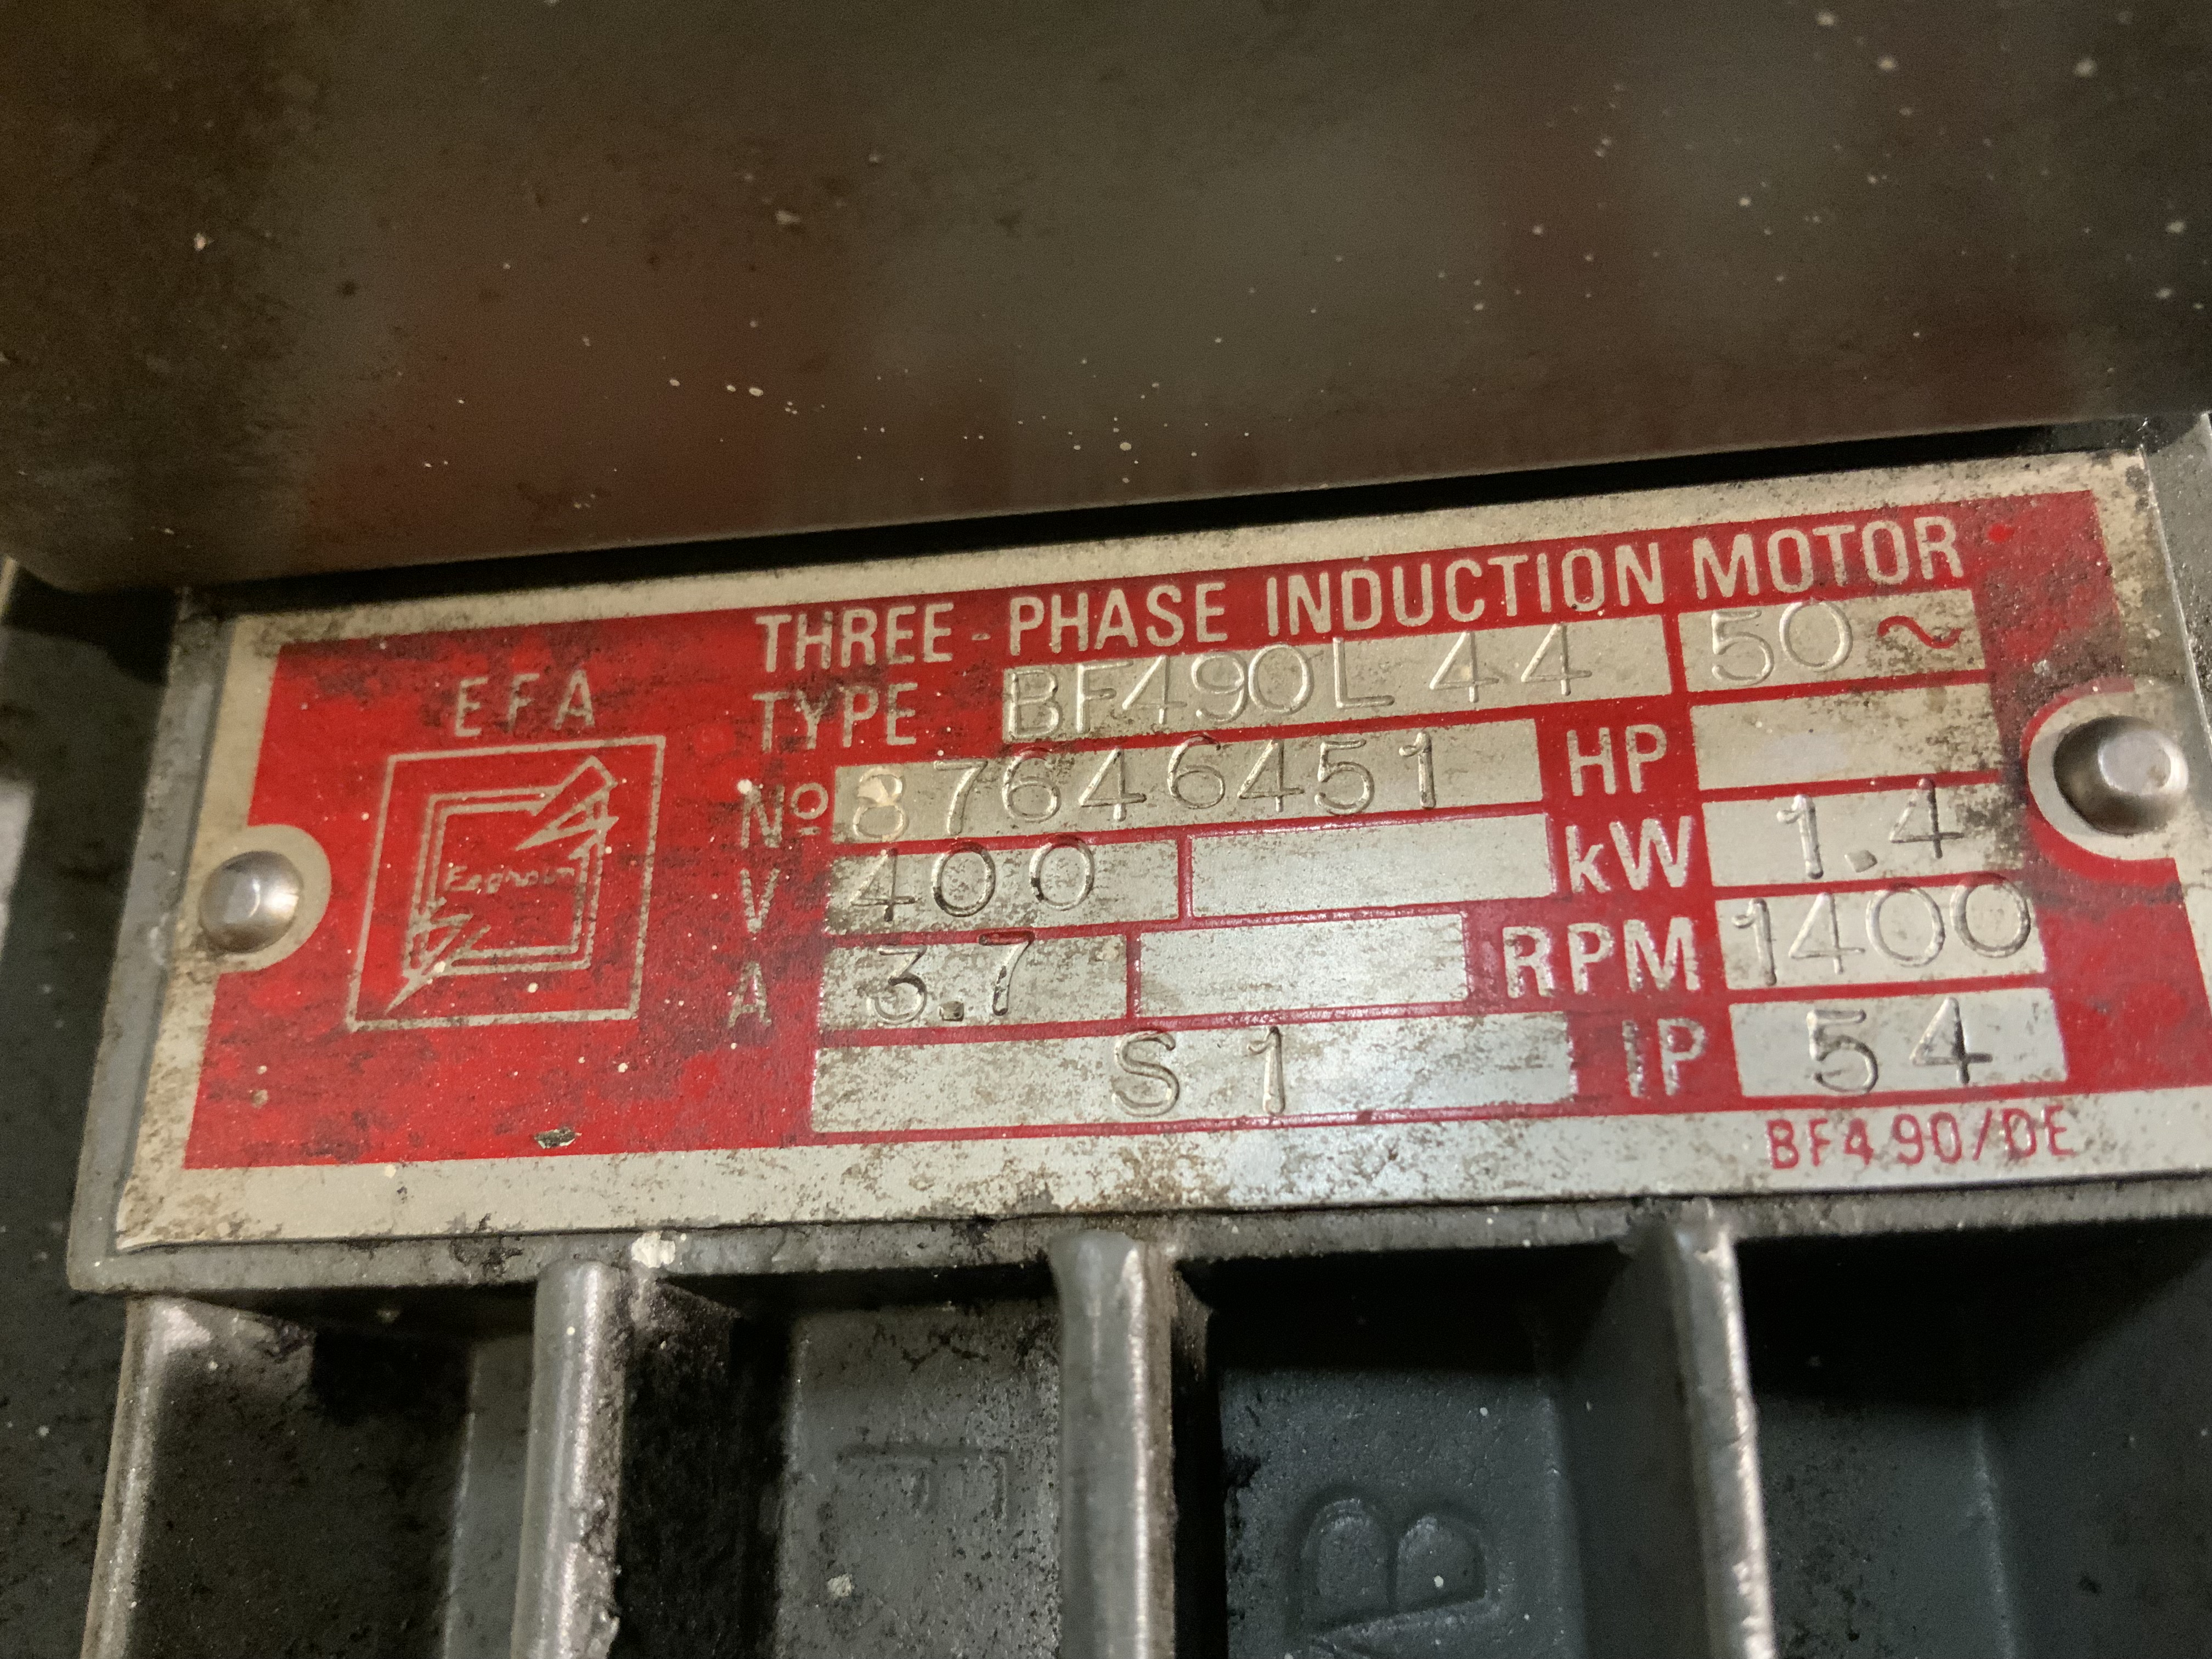 THREE-PHASE INDUCTION MOTOR
EFA
TYPE BF490L 44 50 ~
Nº 87646451 HP
V 400 kW 1.4
A 3.7 RPM 1400
S1 IP 54
BF490/DE
F
B